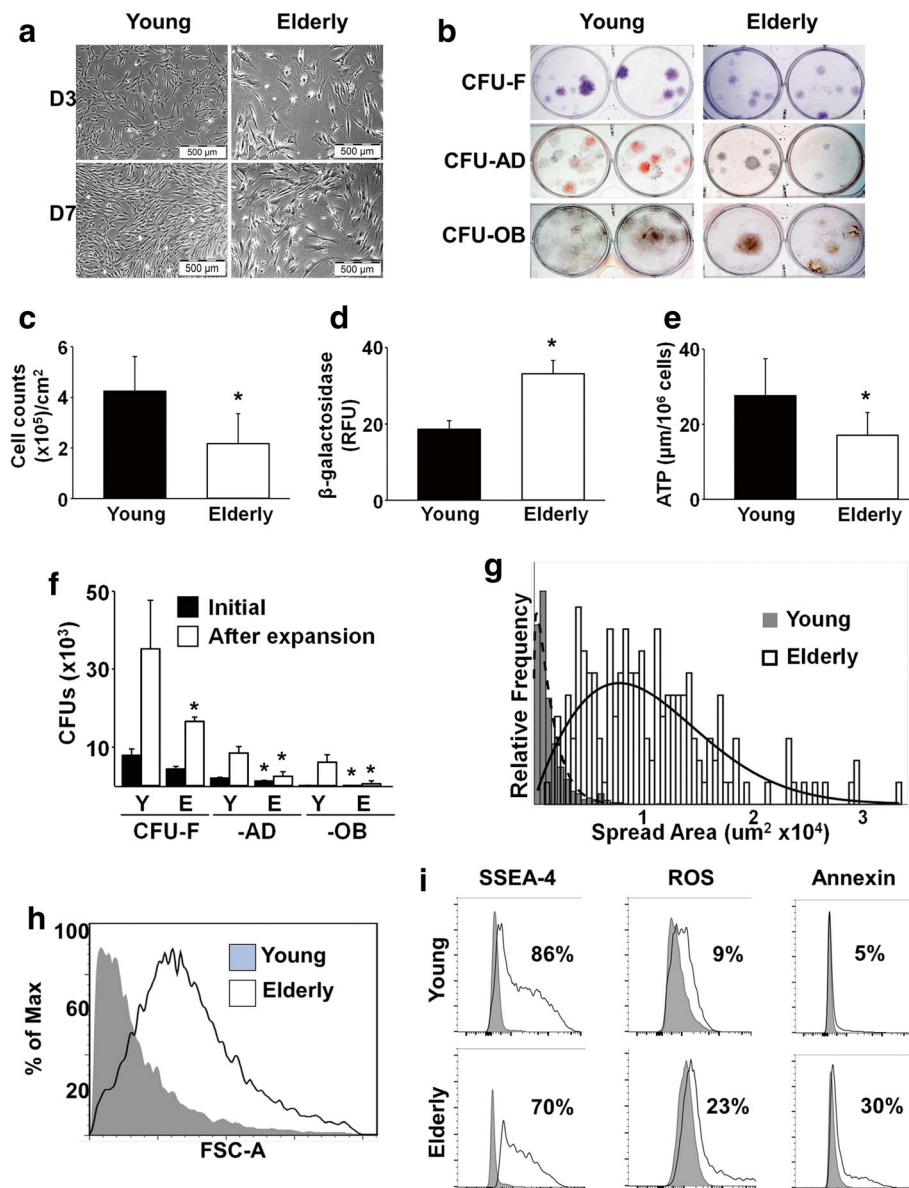 a
Young
Elderly
D3
500 µm
500 µm
D7
500 µm
500 µm
b
Young
Elderly
CFU-F
CFU-AD
CFU-OB
c
Cell counts
(x10⁵)/cm²
6
4
2
0
*
Young
Elderly
d
β-galactosidase
(RFU)
40
20
0
*
Young
Elderly
e
ATP (µm/10⁶ cells)
40
20
0
*
Young
Elderly
f
CFUs (x10³)
50
30
10
Initial
After expansion
*
* *
* *
Y E Y E Y E
CFU-F -AD -OB
g
Relative Frequency
Young
Elderly
1 2 3
Spread Area (um² x10⁴)
h
% of Max
100
60
20
Young
Elderly
FSC-A
i
SSEA-4 ROS Annexin
Young
86% 9% 5%
Elderly
70% 23% 30%